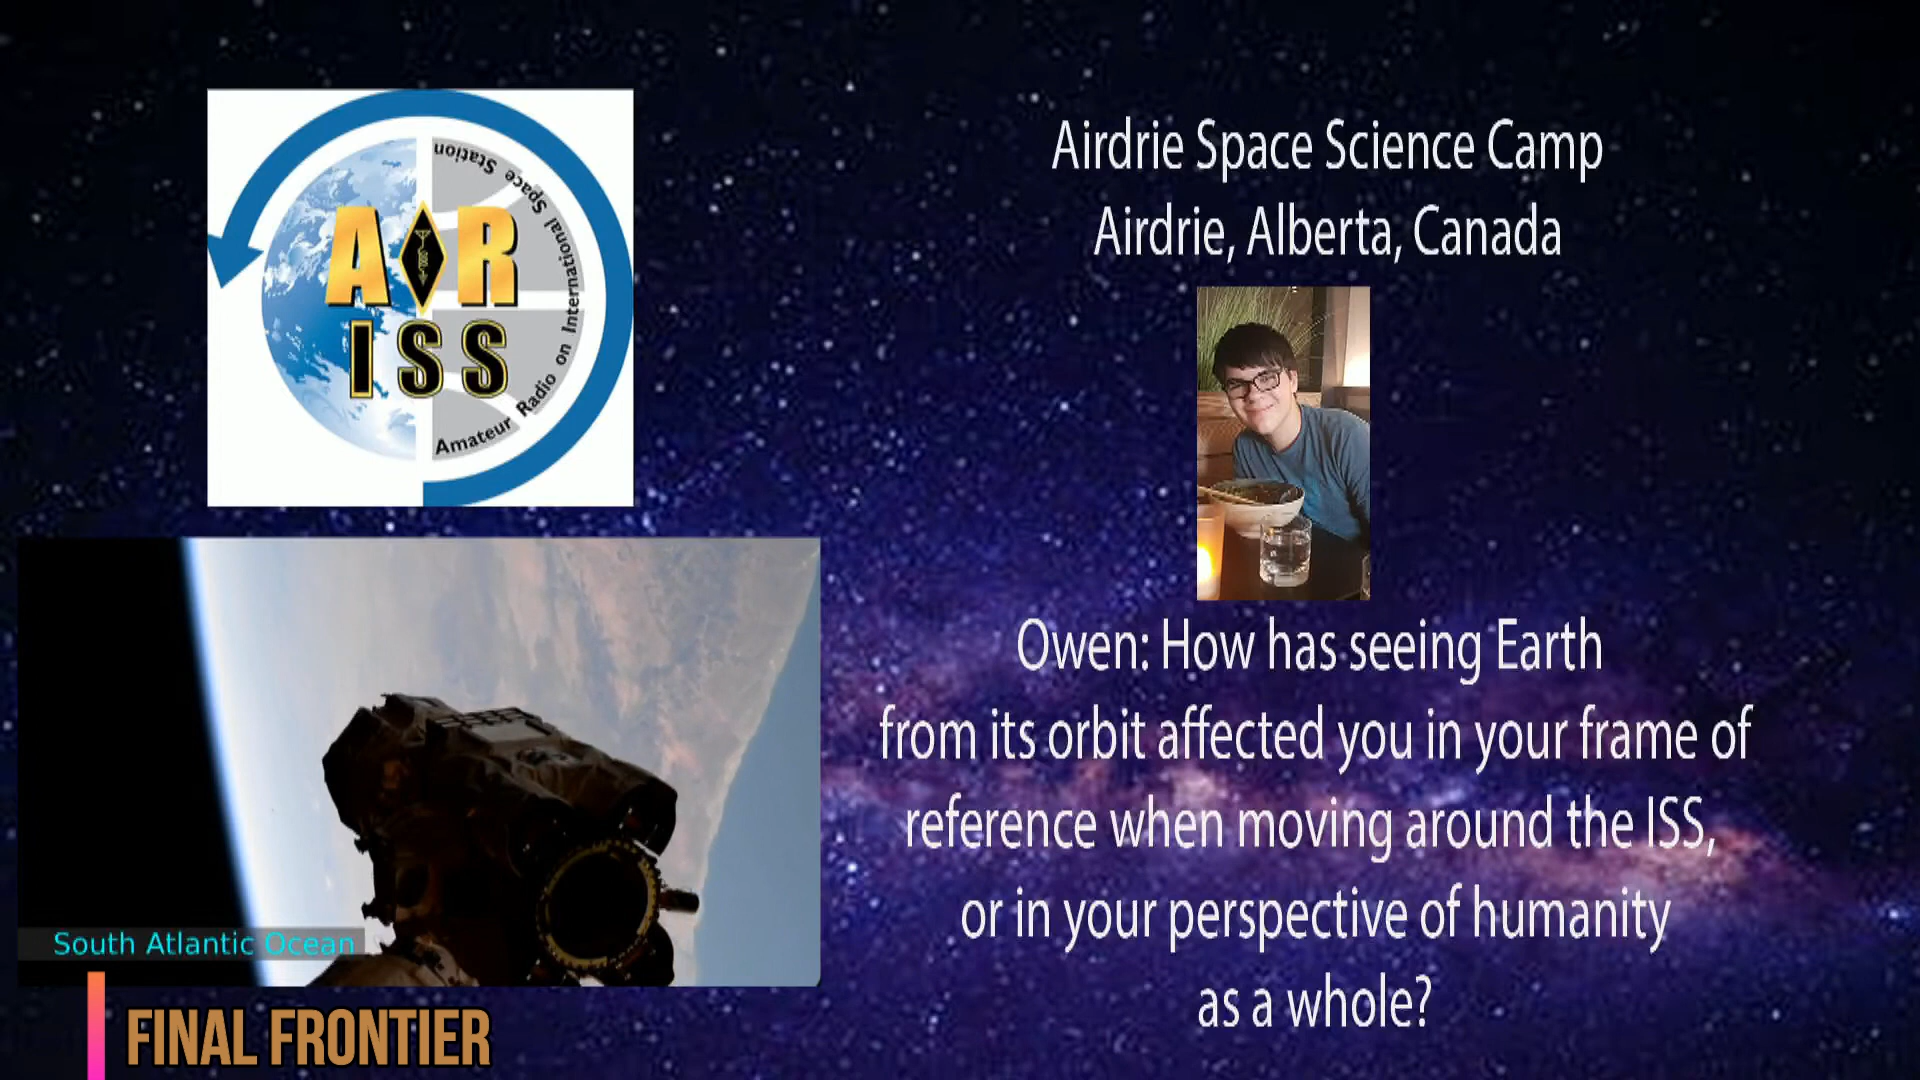 Amateur Radio on International Space Station
A R
ISS
Airdrie Space Science Camp
Airdrie, Alberta, Canada
Owen: How has seeing Earth
from its orbit affected you in your frame of
reference when moving around the ISS,
or in your perspective of humanity
as a whole?
South Atlantic Ocean
FINAL FRONTIER